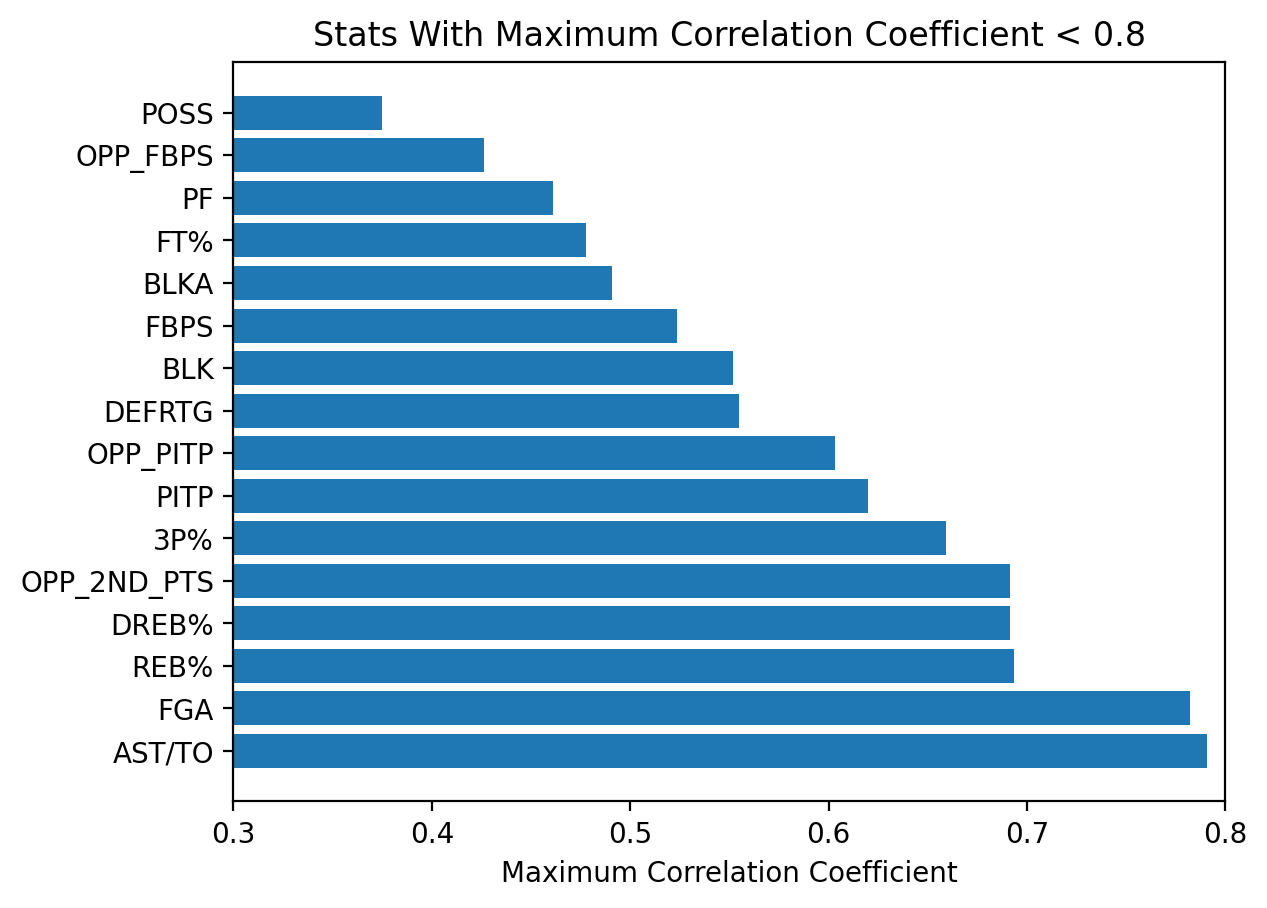 Stats With Maximum Correlation Coefficient < 0.8
POSS
OPP_FBPS
PF
FT%
BLKA
FBPS
BLK
DEFRTG
OPP_PITP
PITP
3P%
OPP_2ND_PTS
DREB%
REB%
FGA
AST/TO
0.3 0.4 0.5 0.6 0.7 0.8
Maximum Correlation Coefficient